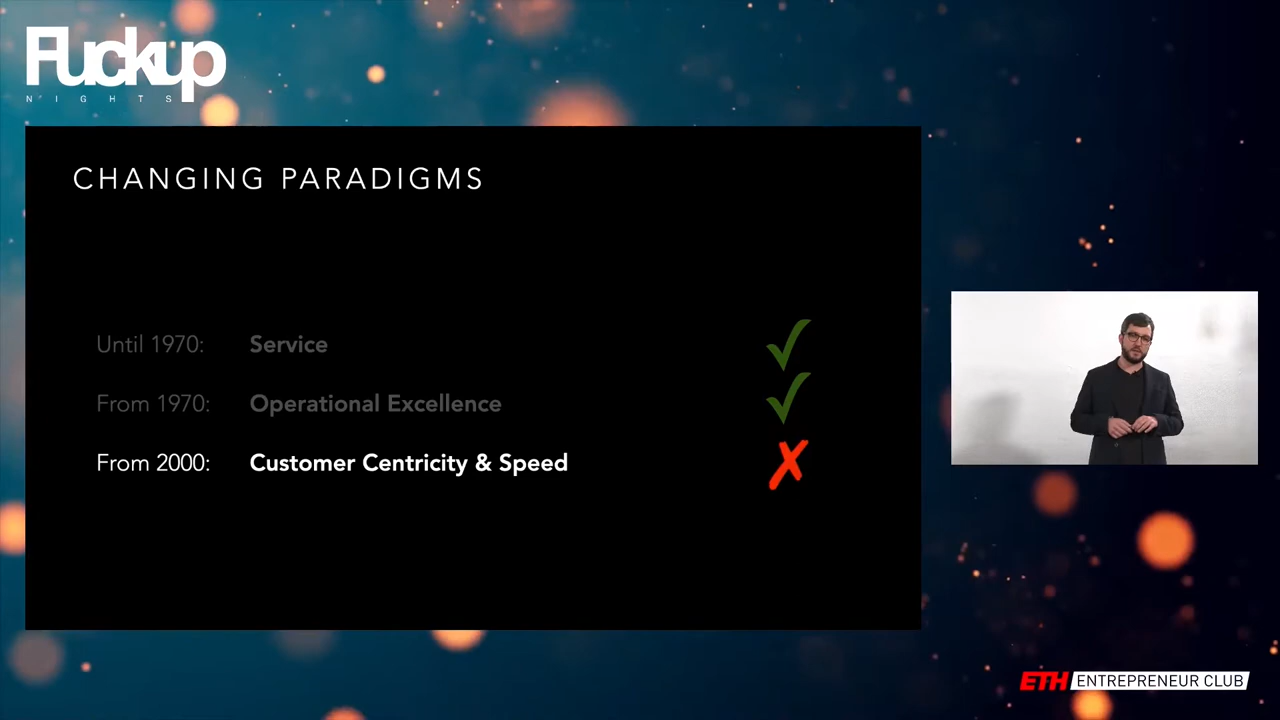 Fuckup
NIGHTS
CHANGING PARADIGMS
Until 1970: Service
From 1970: Operational Excellence
From 2000: Customer Centricity & Speed
ETH ENTREPRENEUR CLUB